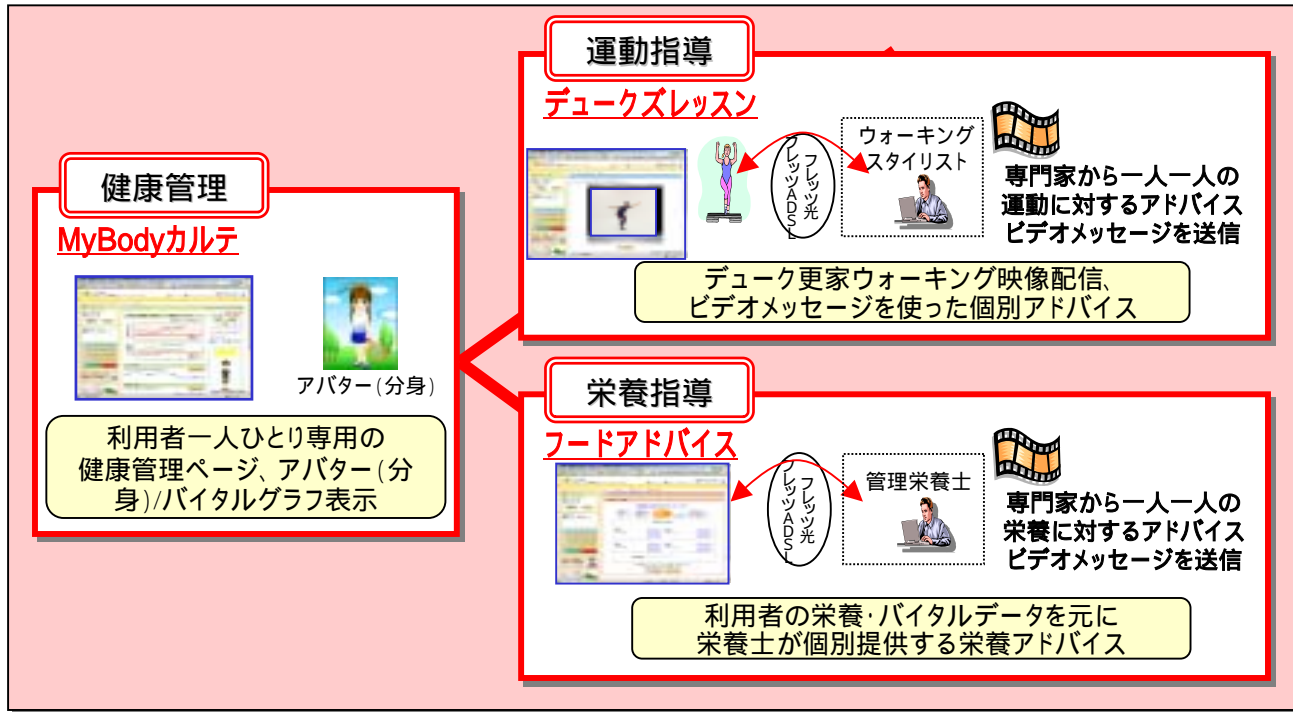 健康管理
MyBodyカルテ
アバター(分身)
利用者一人ひとり専用の
健康管理ページ、アバター(分
身)/バイタルグラフ表示
運動指導
デュークズレッスン
フレッツ光
フレッツADSL
ウォーキング
スタイリスト
専門家から一人一人の
運動に対するアドバイス
ビデオメッセージを送信
デューク更家ウォーキング映像配信、
ビデオメッセージを使った個別アドバイス
栄養指導
フードアドバイス
フレッツ光
フレッツADSL
管理栄養士
専門家から一人一人の
栄養に対するアドバイス
ビデオメッセージを送信
利用者の栄養・バイタルデータを元に
栄養士が個別提供する栄養アドバイス